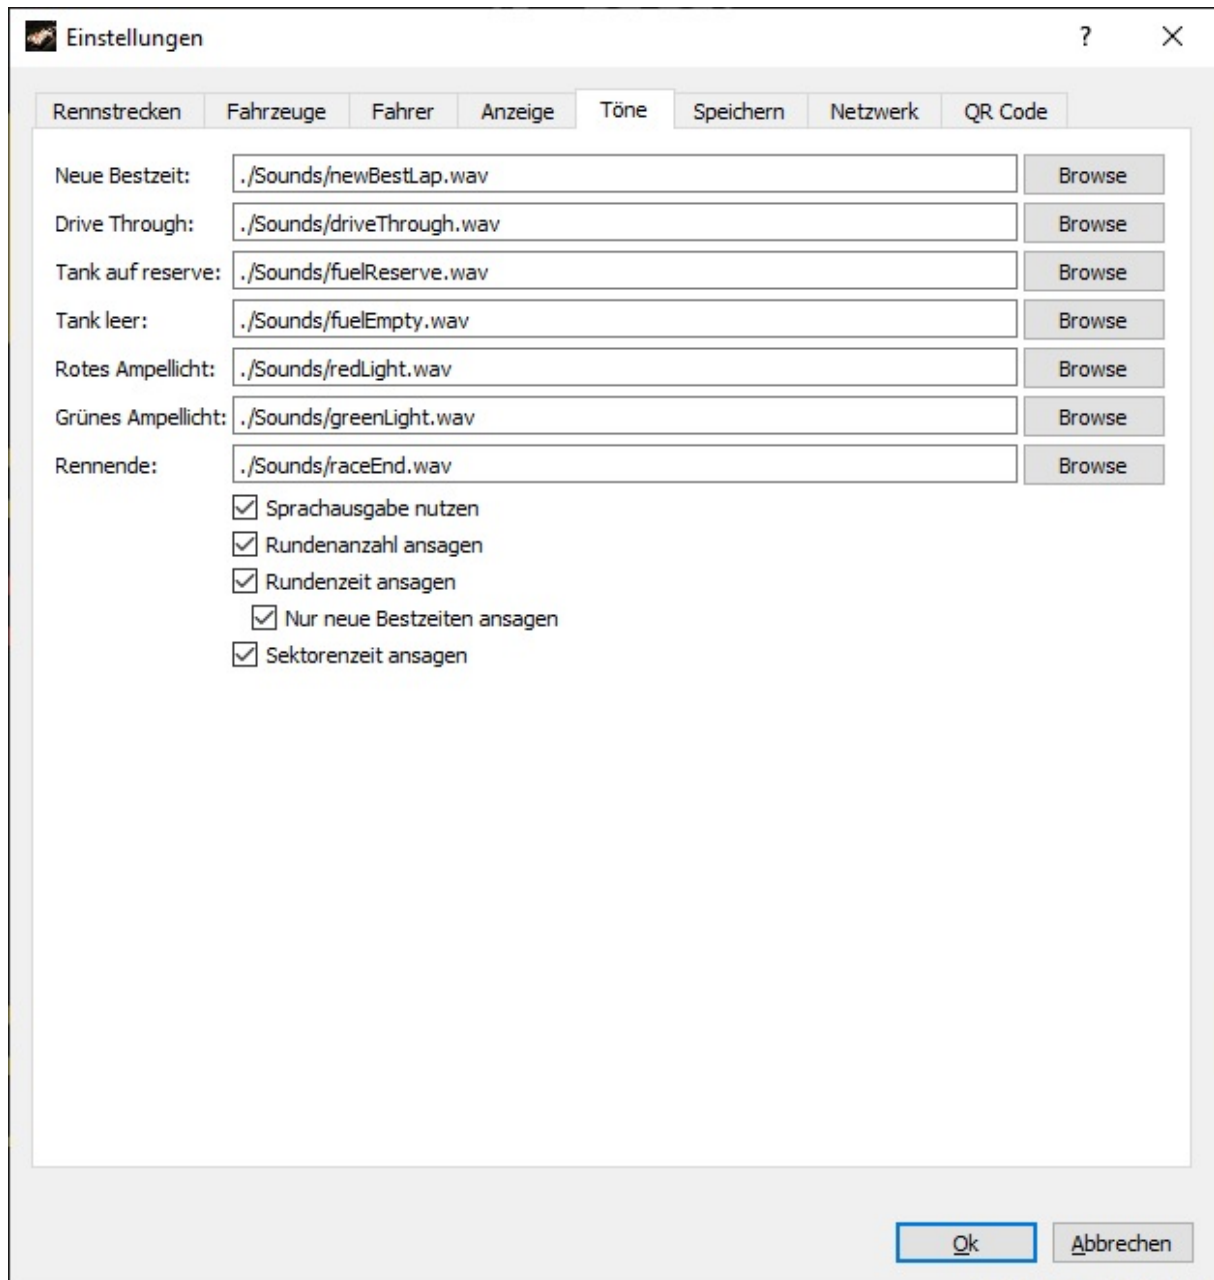 Einstellungen ?
Rennstrecken Fahrzeuge Fahrer Anzeige Töne Speichern Netzwerk QR Code
Neue Bestzeit: ./Sounds/newBestLap.wav Browse
Drive Through: ./Sounds/driveThrough.wav Browse
Tank auf reserve: ./Sounds/fuelReserve.wav Browse
Tank leer: ./Sounds/fuelEmpty.wav Browse
Rotes Ampellicht: ./Sounds/redLight.wav Browse
Grünes Ampellicht: ./Sounds/greenLight.wav Browse
Rennende: ./Sounds/raceEnd.wav Browse
Sprachausgabe nutzen
Rundenanzahl ansagen
Rundenzeit ansagen
Nur neue Bestzeiten ansagen
Sektorenzeit ansagen
Ok Abbrechen